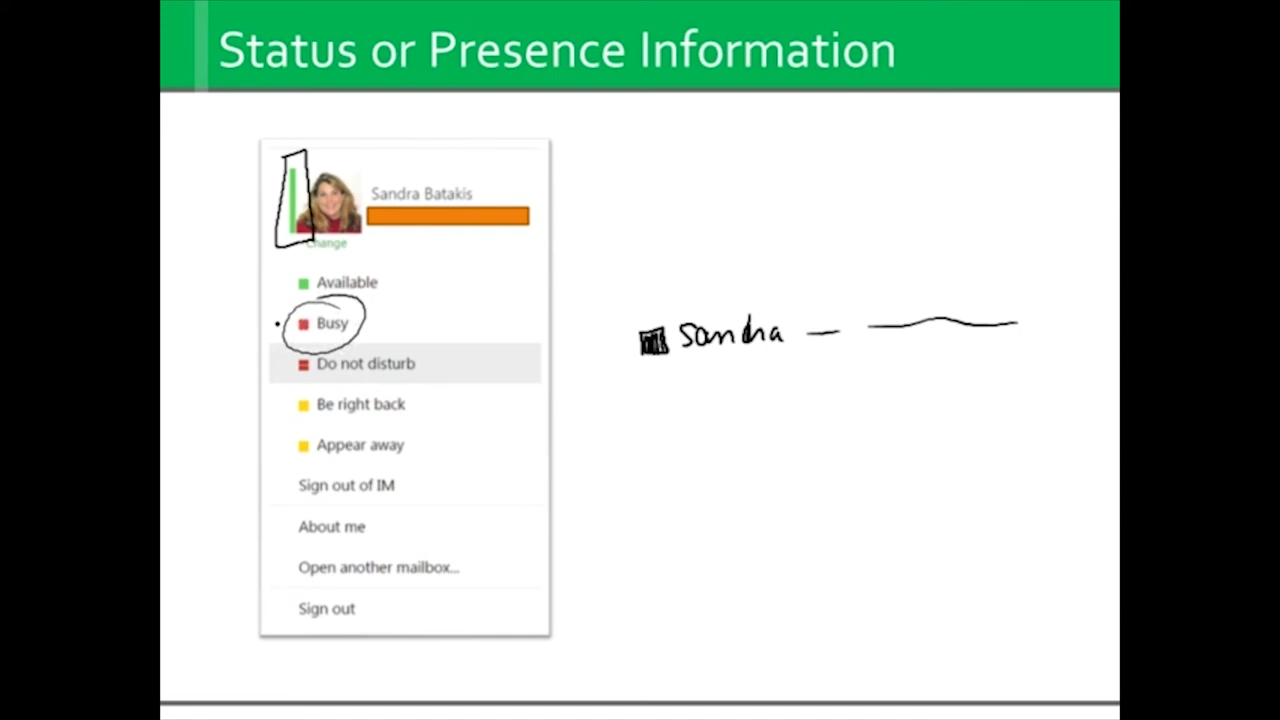 Status or Presence Information
Sandra Batakis
Change
Available
Busy
Do not disturb
Be right back
Appear away
Sign out of IM
About me
Open another mailbox...
Sign out
Sandra —